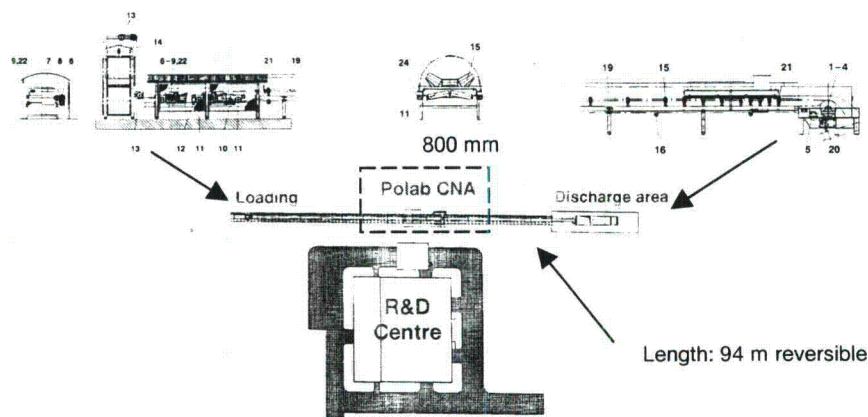 13
14
9,22 7 8 6
6-9,22 21 19
13 12 11 10 11
24 15
11
800 mm
19 15 21 1-4
16 5 20
Loading
Polab CNA
Discharge area
R&D
Centre
Length: 94 m reversible